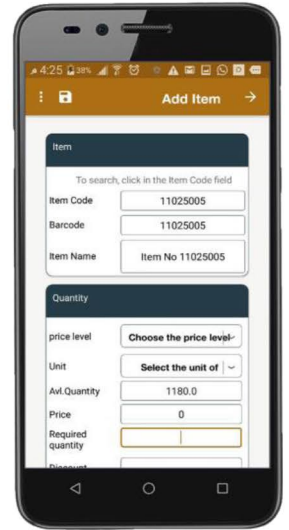 4:25 38%
Add Item
Item
To search, click in the Item Code field
Item Code 11025005
Barcode 11025005
Item Name Item No 11025005
Quantity
price level Choose the price level
Unit Select the unit of
Avl.Quantity 1180.0
Price 0
Required
quantity
Discount